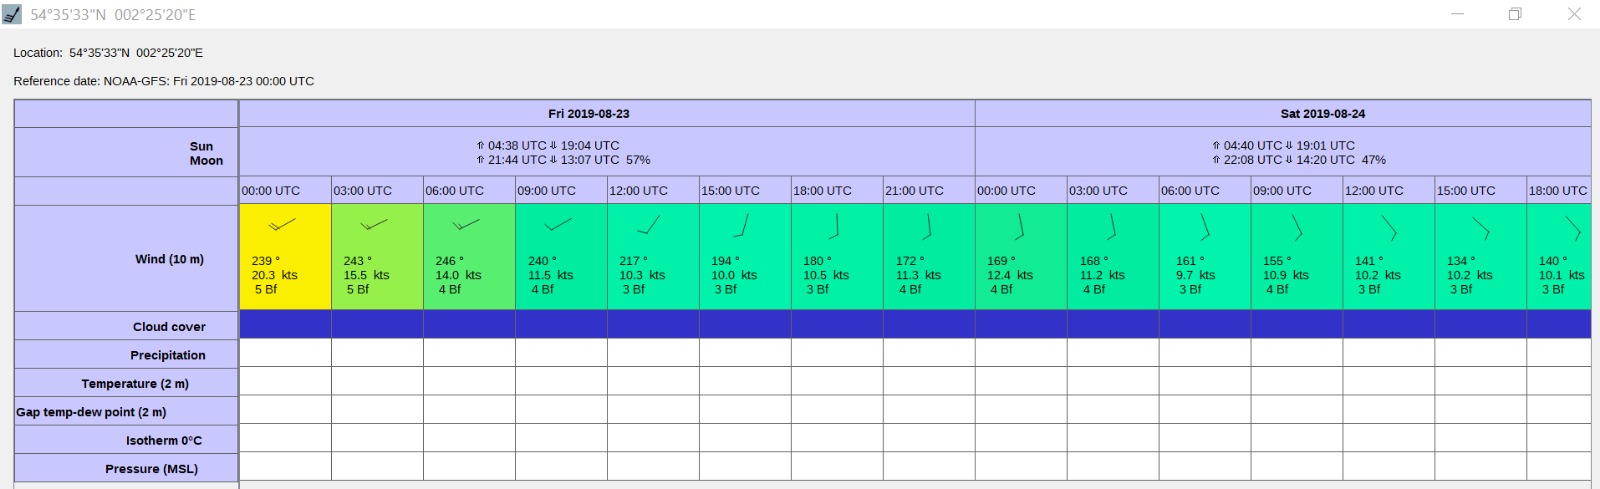 54°35'33"N  002°25'20"E
Location:  54°35'33"N  002°25'20"E
Reference date: NOAA-GFS: Fri 2019-08-23 00:00 UTC
Fri 2019-08-23 Sat 2019-08-24
Sun ⇑ 04:38 UTC ⇓ 19:04 UTC ⇑ 04:40 UTC ⇓ 19:01 UTC
Moon ⇑ 21:44 UTC ⇓ 13:07 UTC  57% ⇑ 22:08 UTC ⇓ 14:20 UTC  47%
00:00 UTC 03:00 UTC 06:00 UTC 09:00 UTC 12:00 UTC 15:00 UTC 18:00 UTC 21:00 UTC 00:00 UTC 03:00 UTC 06:00 UTC 09:00 UTC 12:00 UTC 15:00 UTC 18:00 UTC
Wind (10 m)
239 ° 243 ° 246 ° 240 ° 217 ° 194 ° 180 ° 172 ° 169 ° 168 ° 161 ° 155 ° 141 ° 134 ° 140 °
20.3 kts 15.5 kts 14.0 kts 11.5 kts 10.3 kts 10.0 kts 10.5 kts 11.3 kts 12.4 kts 11.2 kts 9.7 kts 10.9 kts 10.2 kts 10.2 kts 10.1 kts
5 Bf 5 Bf 4 Bf 4 Bf 3 Bf 3 Bf 3 Bf 4 Bf 4 Bf 4 Bf 3 Bf 4 Bf 3 Bf 3 Bf 3 Bf
Cloud cover
Precipitation
Temperature (2 m)
Gap temp-dew point (2 m)
Isotherm 0°C
Pressure (MSL)